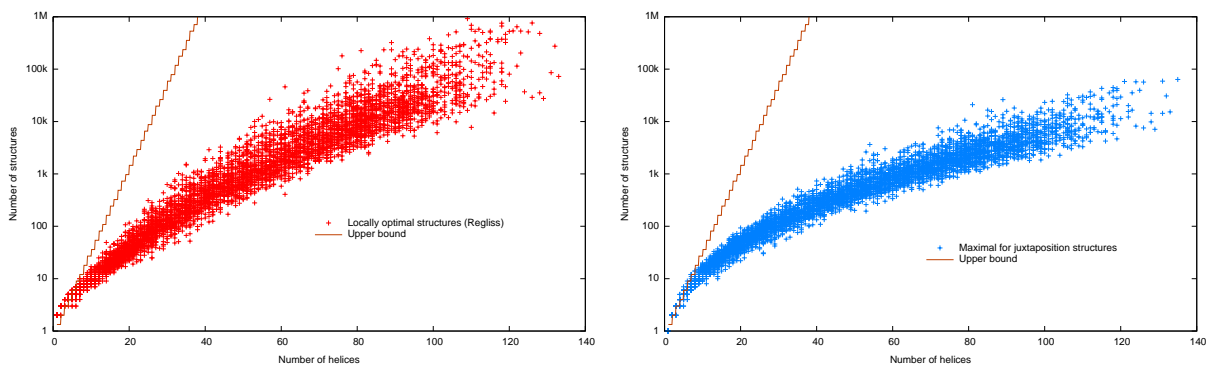 1M
100k
10k
1k
100
10
1
Number of structures
Locally optimal structures (Regliss)
Upper bound
0 20 40 60 80 100 120 140
Number of helices
1M
100k
10k
1k
100
10
1
Number of structures
Maximal for juxtaposition structures
Upper bound
0 20 40 60 80 100 120 140
Number of helices